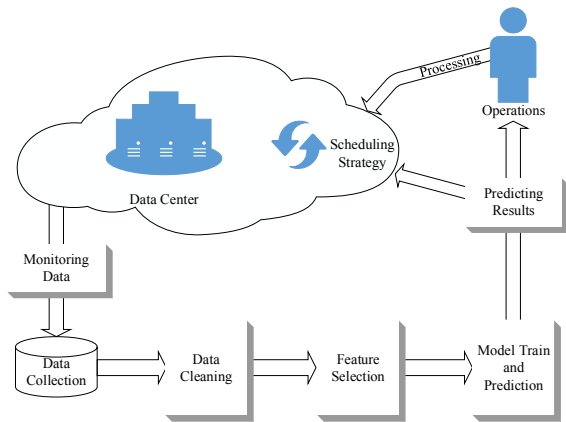 Processing
Operations
Scheduling
Strategy
Data Center
Predicting
Results
Monitoring
Data
Data
Collection
Data
Cleaning
Feature
Selection
Model Train
and
Prediction